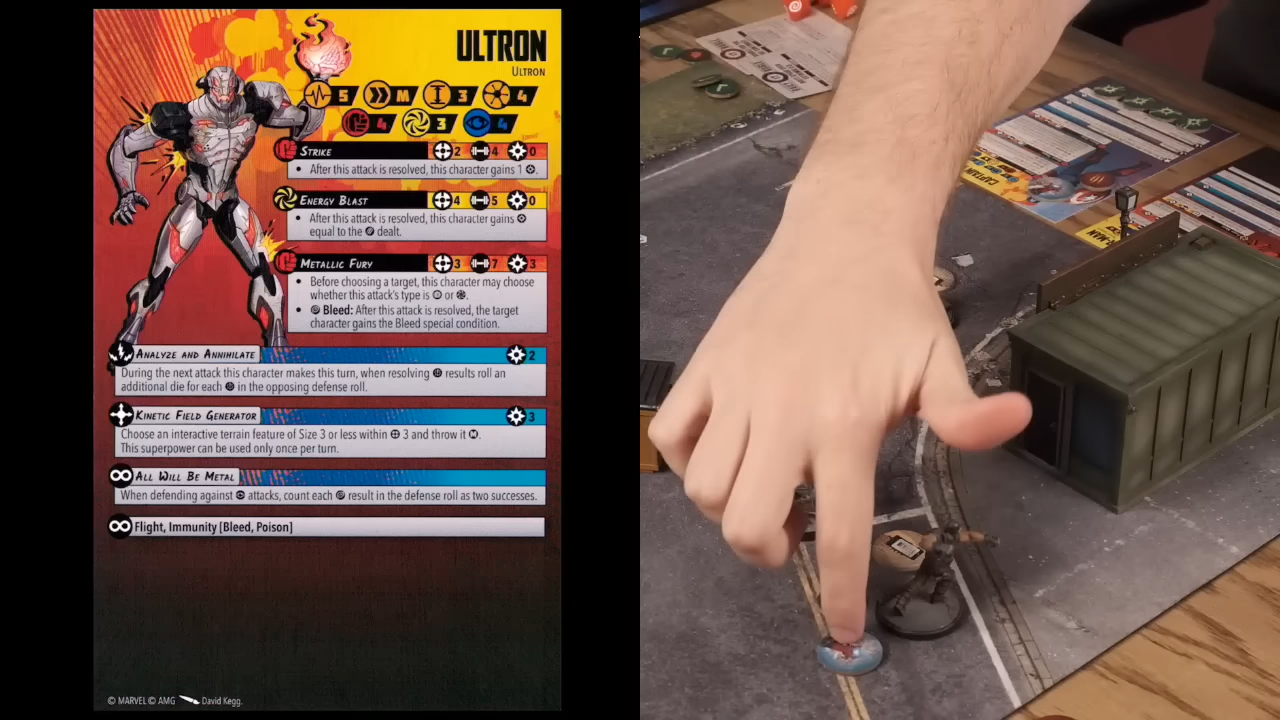 ULTRON
ULTRON
5 M 3 4
4 3 4
STRIKE 2 4 0
After this attack is resolved, this character gains 1 .
ENERGY BLAST 4 5 0
After this attack is resolved, this character gains
equal to the dealt.
METALLIC FURY 3 7 3
Before choosing a target, this character may choose
whether this attack's type is or .
Bleed: After this attack is resolved, the target
character gains the Bleed special condition.
ANALYZE AND ANNIHILATE 2
During the next attack this character makes this turn, when resolving results roll an
additional die for each in the opposing defense roll.
KINETIC FIELD GENERATOR 3
Choose an interactive terrain feature of Size 3 or less within 3 and throw it M.
This superpower can be used only once per turn.
ALL WILL BE METAL
When defending against attacks, count each result in the defense roll as two successes.
Flight, Immunity [Bleed, Poison]
© MARVEL © AMG David Kegg.
CAPTAIN
R-MAN